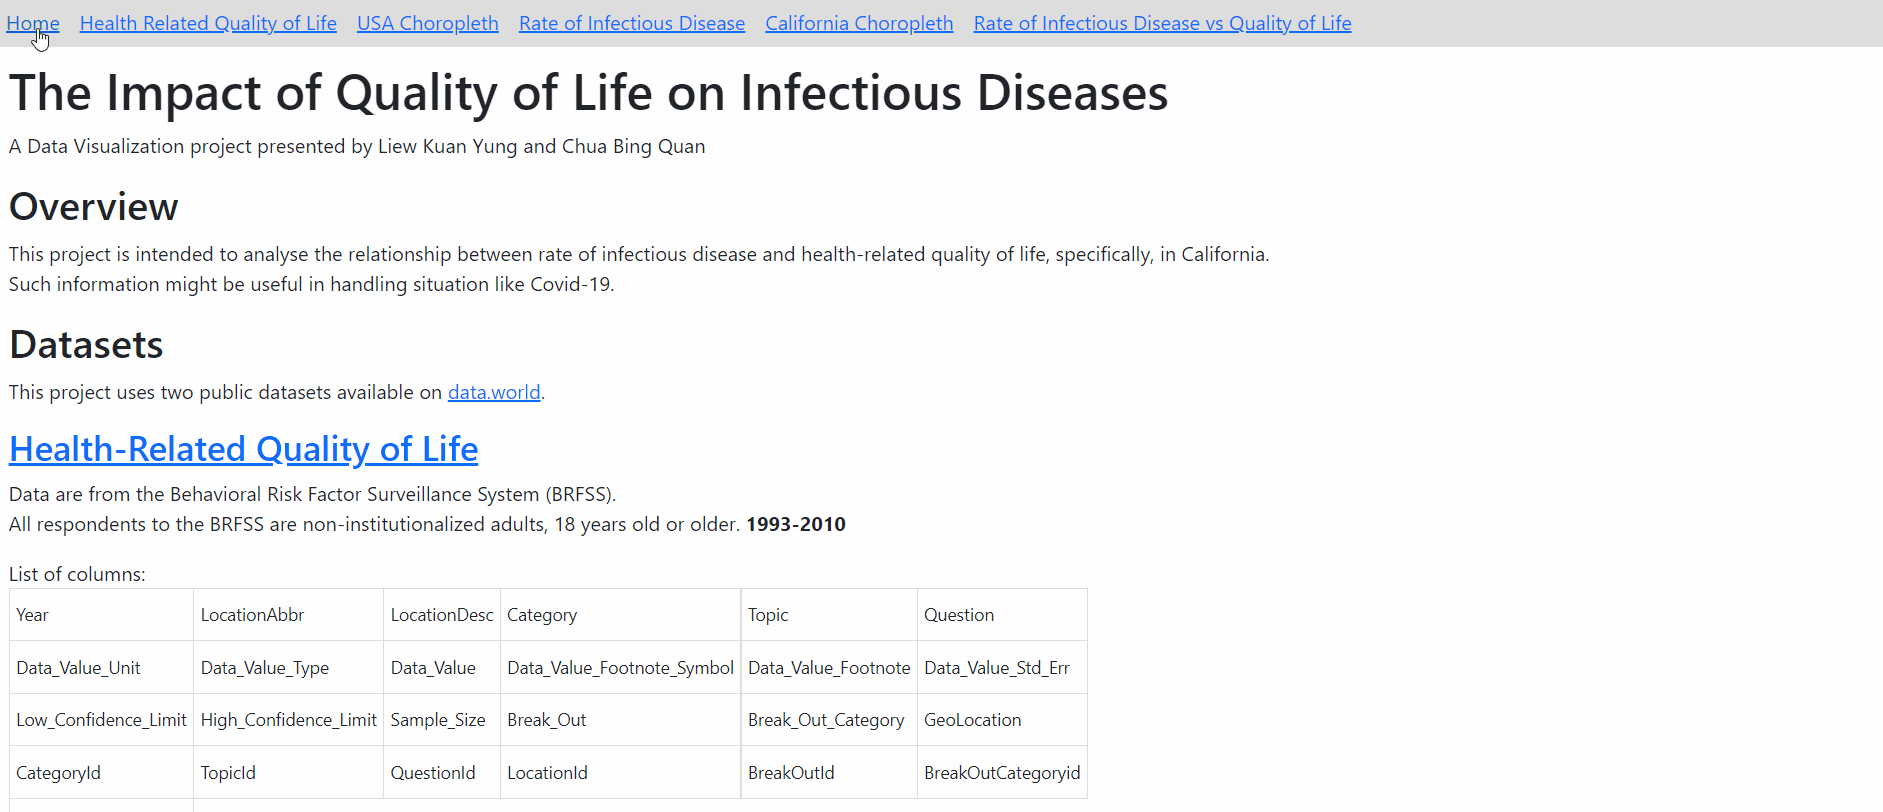 Home Health Related Quality of Life USA Choropleth Rate of Infectious Disease California Choropleth Rate of Infectious Disease vs Quality of Life
The Impact of Quality of Life on Infectious Diseases
A Data Visualization project presented by Liew Kuan Yung and Chua Bing Quan
Overview
This project is intended to analyse the relationship between rate of infectious disease and health-related quality of life, specifically, in California.
Such information might be useful in handling situation like Covid-19.
Datasets
This project uses two public datasets available on data.world.
Health-Related Quality of Life
Data are from the Behavioral Risk Factor Surveillance System (BRFSS).
All respondents to the BRFSS are non-institutionalized adults, 18 years old or older. 1993-2010
List of columns:
Year LocationAbbr LocationDesc Category Topic Question
Data_Value_Unit Data_Value_Type Data_Value Data_Value_Footnote_Symbol Data_Value_Footnote Data_Value_Std_Err
Low_Confidence_Limit High_Confidence_Limit Sample_Size Break_Out Break_Out_Category GeoLocation
CategoryId TopicId QuestionId LocationId BreakOutId BreakOutCategoryid